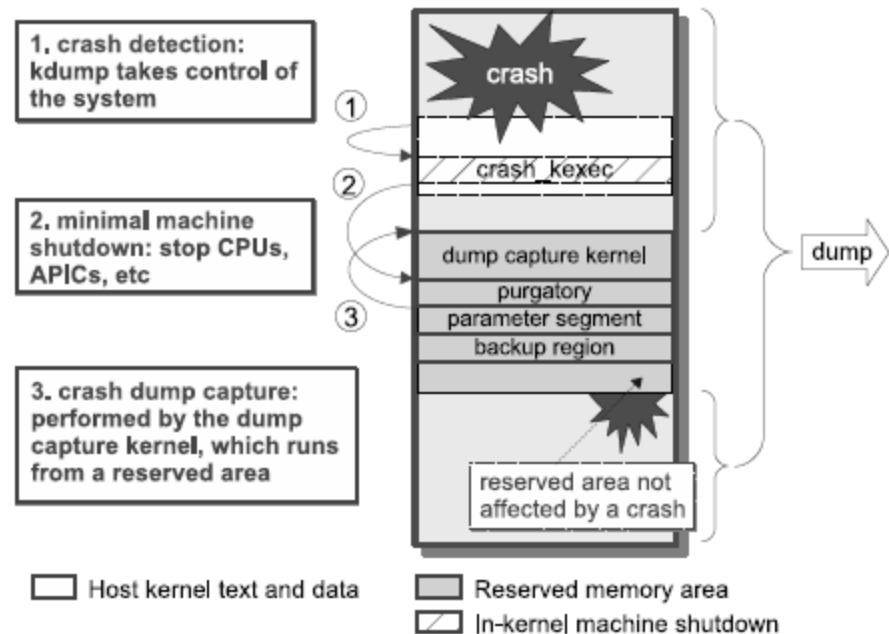 1. crash detection:
kdump takes control of
the system
crash
1
crash_kexec
2
2. minimal machine
shutdown: stop CPUs,
APICs, etc
dump capture kernel
purgatory
3
parameter segment
backup region
dump
3. crash dump capture:
performed by the dump
capture kernel, which runs
from a reserved area
reserved area not
affected by a crash
Host kernel text and data
Reserved memory area
In-kernel machine shutdown